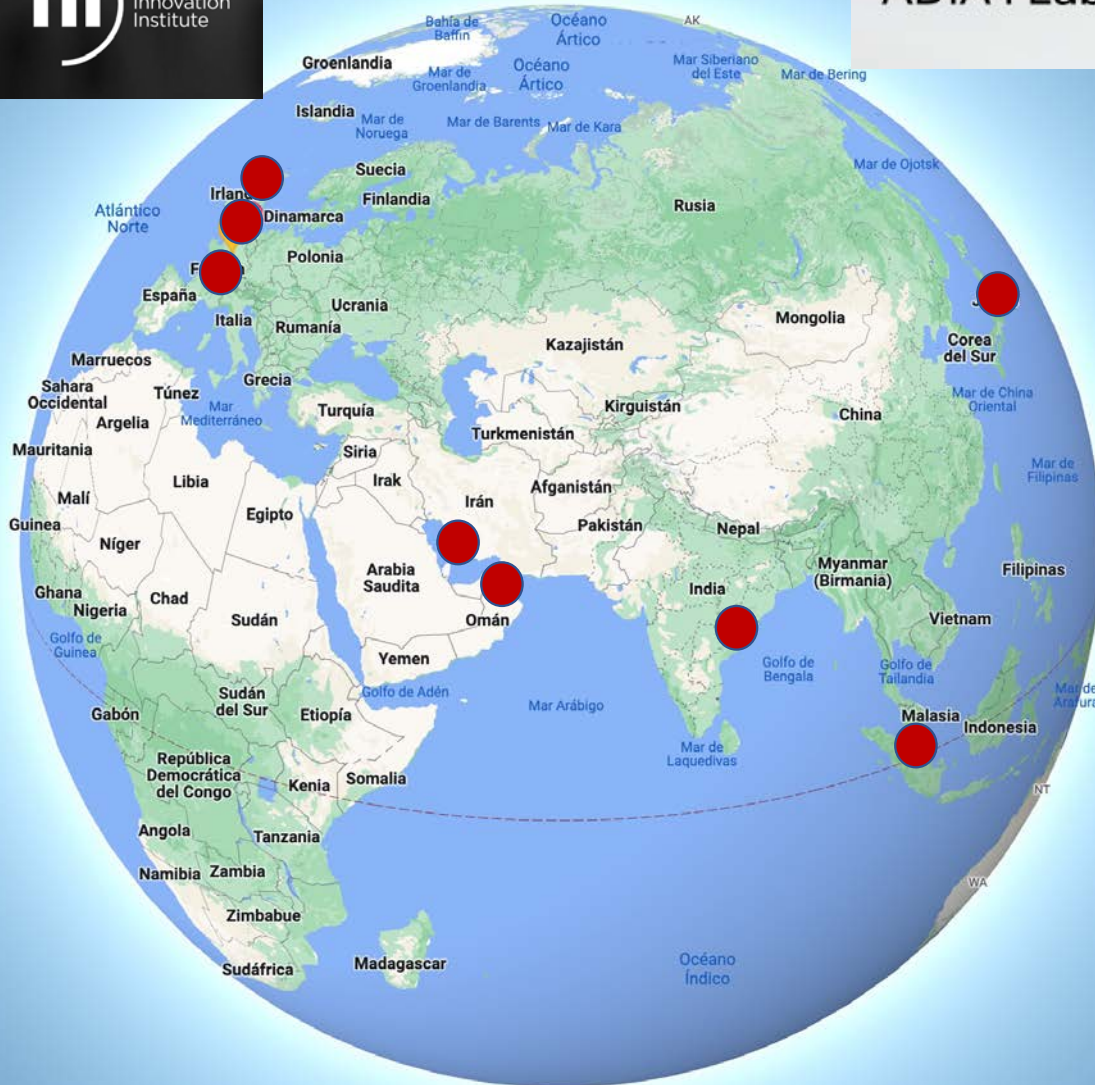 Innovation
Institute
Bahía de
Baffin
Océano
Ártico
AK
Groenlandia
Mar de
Groenlandia
Océano
Ártico
Mar Siberiano
del Este
Mar de Bering
Islandia
Mar de
Noruega
Mar de Barents
Mar de Kara
Mar de Ojotsk
Suecia
Finlandia
Rusia
Atlántico
Norte
Dinamarca
Polonia
España
Ucrania
Italia
Rumanía
Mongolia
Kazajistán
Corea
del Sur
Marruecos
Sahara
Occidental
Túnez
Grecia
Mar
Mediterráneo
Turquía
Kirguistán
Mar de China
Oriental
Argelia
China
Turkmenistán
Mauritania
Siria
Mar de
Filipinas
Libia
Irak
Irán
Afganistán
Malí
Egipto
Pakistán
Nepal
Guinea
Níger
Arabia
Saudita
Myanmar
(Birmania)
Filipinas
Ghana
Nigeria
Chad
India
Sudán
Omán
Vietnam
Golfo de
Guinea
Yemen
Golfo de
Bengala
Golfo de
Tailandia
Golfo de Adén
Sudán
del Sur
Mar Arábigo
Gabón
Etiopía
Malasia
Indonesia
Mar de
Laquedivas
República
Democrática
del Congo
Kenia
Somalia
NT
Angola
Tanzania
Namibia
Zambia
WA
Zimbabue
Sudáfrica
Madagascar
Océano
Índico